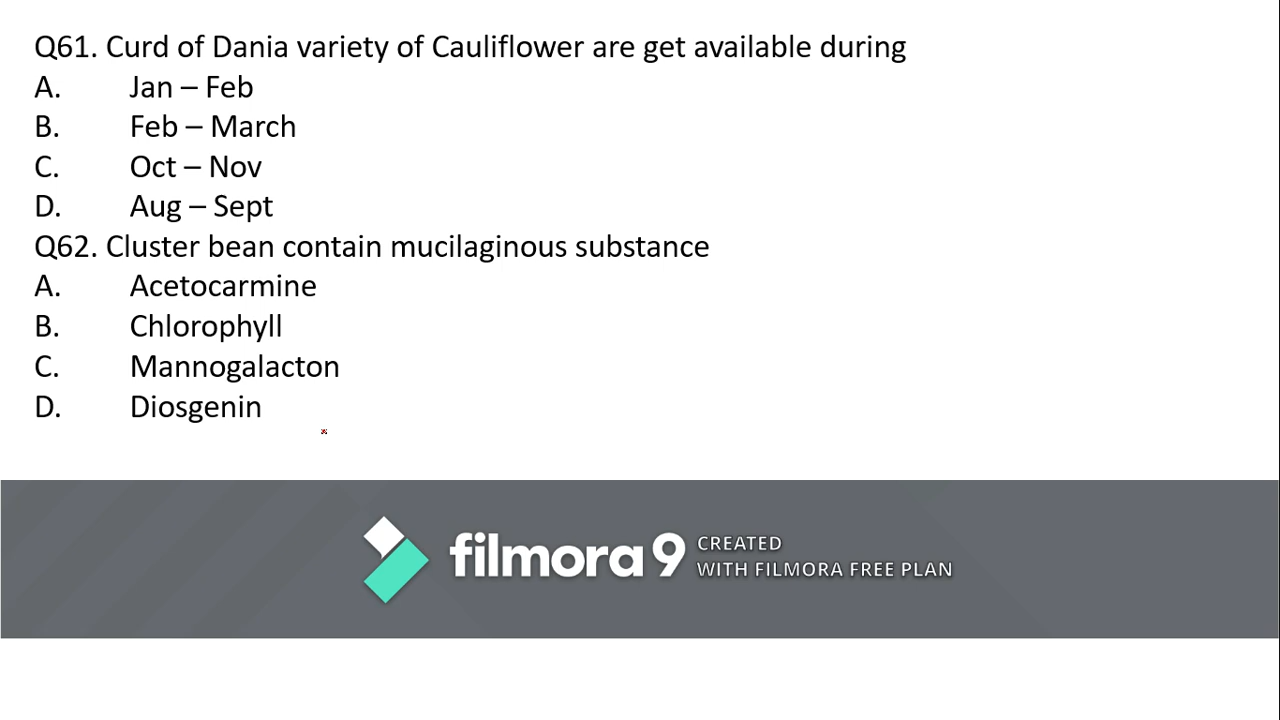 Q61. Curd of Dania variety of Cauliflower are get available during
A. Jan – Feb
B. Feb – March
C. Oct – Nov
D. Aug – Sept
Q62. Cluster bean contain mucilaginous substance
A. Acetocarmine
B. Chlorophyll
C. Mannogalacton
D. Diosgenin
filmora 9 CREATED
WITH FILMORA FREE PLAN